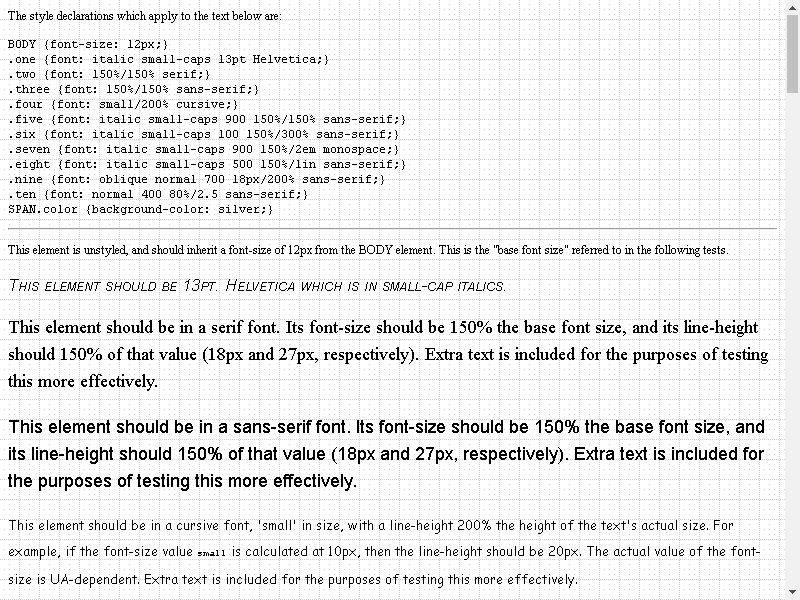 The style declarations which apply to the text below are:
BODY {font-size: 12px;}
.one {font: italic small-caps 13pt Helvetica;}
.two {font: 150%/150% serif;}
.three {font: 150%/150% sans-serif;}
.four {font: small/200% cursive;}
.five {font: italic small-caps 900 150%/150% sans-serif;}
.six {font: italic small-caps 100 150%/300% sans-serif;}
.seven {font: italic small-caps 900 150%/2em monospace;}
.eight {font: italic small-caps 500 150%/1in sans-serif;}
.nine {font: oblique normal 700 18px/200% sans-serif;}
.ten {font: normal 400 80%/2.5 sans-serif;}
SPAN.color {background-color: silver;}
This element is unstyled, and should inherit a font-size of 12px from the BODY element. This is the "base font size" referred to in the following tests.
This element should be 13pt. Helvetica which is in small-cap italics.
This element should be in a serif font. Its font-size should be 150% the base font size, and its line-height
should 150% of that value (18px and 27px, respectively). Extra text is included for the purposes of testing
this more effectively.
This element should be in a sans-serif font. Its font-size should be 150% the base font size, and
its line-height should 150% of that value (18px and 27px, respectively). Extra text is included for
the purposes of testing this more effectively.
This element should be in a cursive font, 'small' in size, with a line-height 200% the height of the text's actual size. For
example, if the font-size value small is calculated at 10px, then the line-height should be 20px. The actual value of the font-
size is UA-dependent. Extra text is included for the purposes of testing this more effectively.